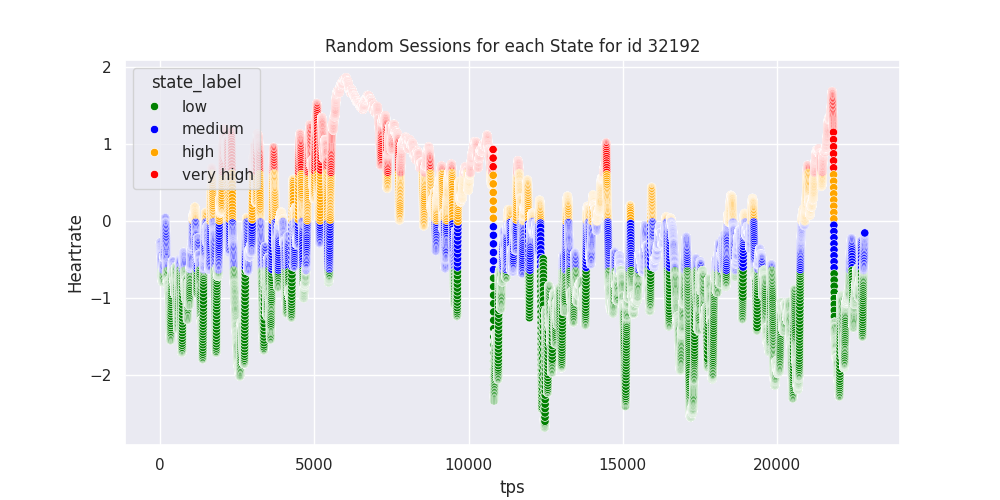 Random Sessions for each State for id 32192
state_label
low
medium
high
very high
2
1
0
−1
−2
Heartrate
0 5000 10000 15000 20000
tps